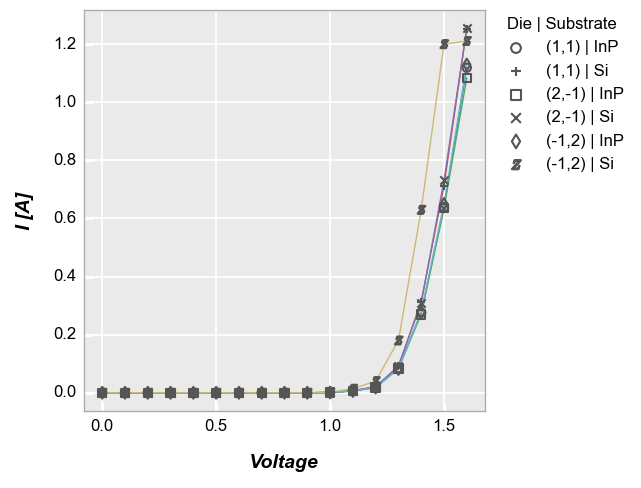 Die | Substrate
(1,1) | InP
(1,1) | Si
(2,-1) | InP
(2,-1) | Si
(-1,2) | InP
(-1,2) | Si
I [A]
1.2
1.0
0.8
0.6
0.4
0.2
0.0
0.0 0.5 1.0 1.5
Voltage